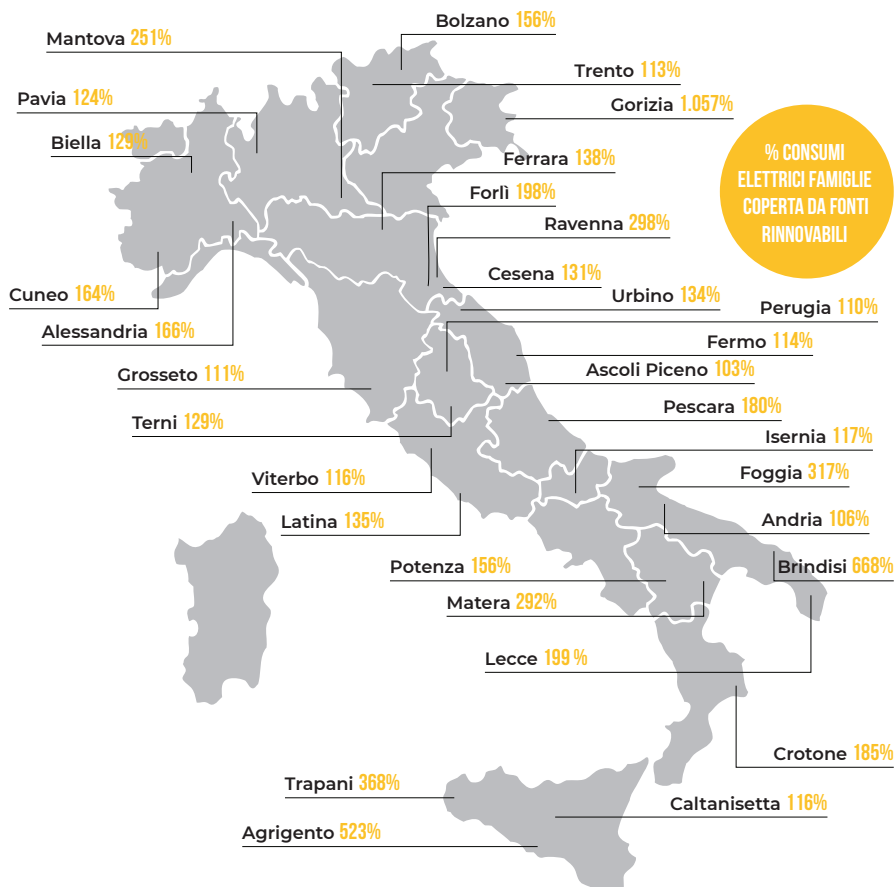 Bolzano 156%
Mantova 251%
Trento 113%
Pavia 124%
Gorizia 1.057%
Biella 129%
% CONSUMI
ELETTRICI FAMIGLIE
COPERTA DA FONTI
RINNOVABILI
Ferrara 138%
Forlì 198%
Ravenna 298%
Cesena 131%
Cuneo 164%
Urbino 134%
Perugia 110%
Alessandria 166%
Fermo 114%
Grosseto 111%
Ascoli Piceno 103%
Pescara 180%
Terni 129%
Isernia 117%
Viterbo 116%
Foggia 317%
Latina 135%
Andria 106%
Potenza 156%
Brindisi 668%
Matera 292%
Lecce 199 %
Crotone 185%
Trapani 368%
Caltanisetta 116%
Agrigento 523%